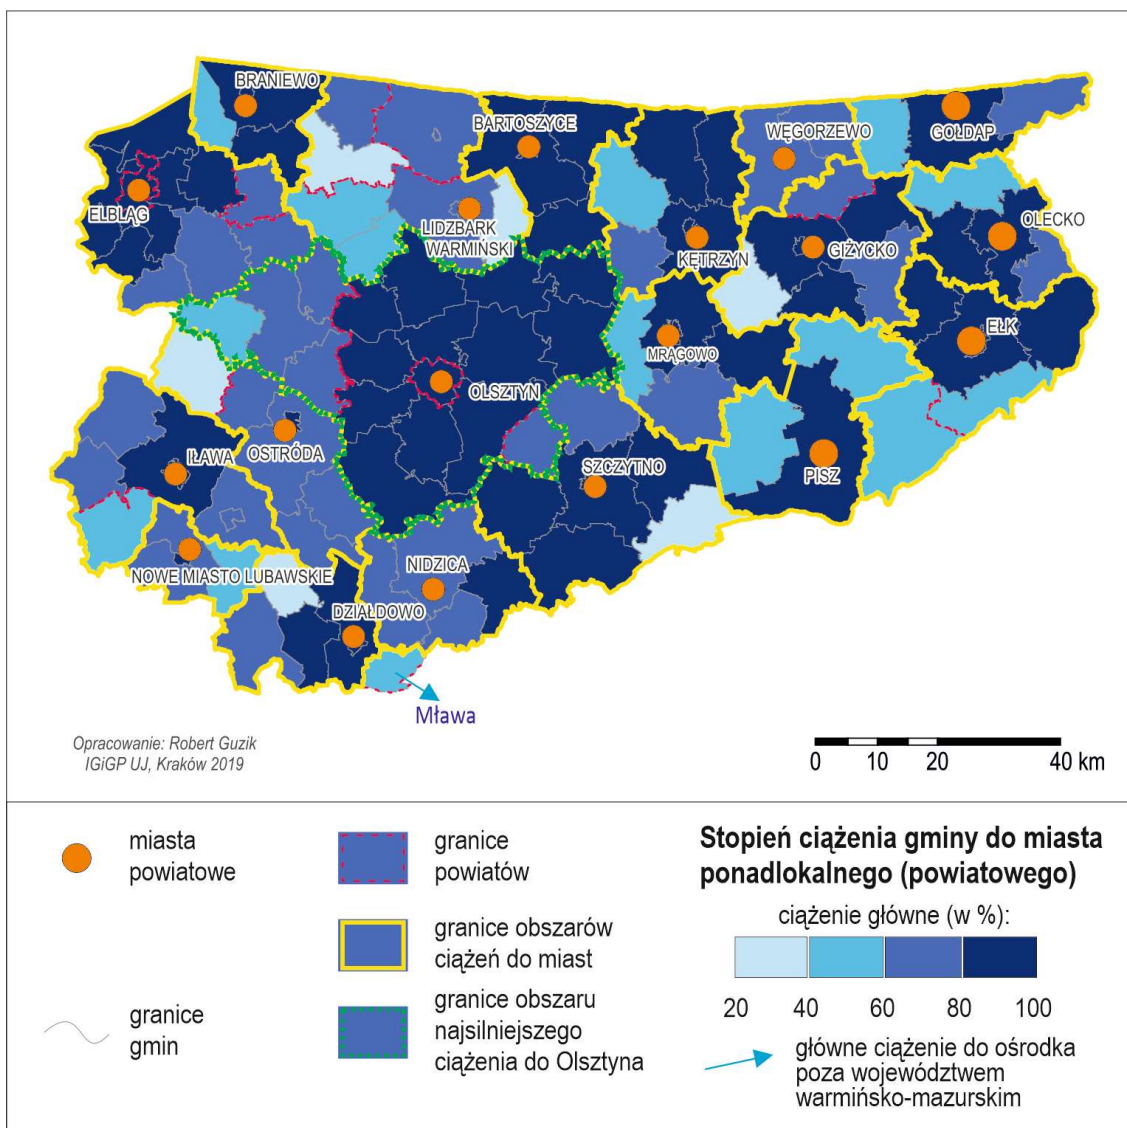 BRANIEWO
BARTOSZYCE
WĘGORZEWO
GOŁDAP
ELBLĄG
LIDZBARK
WARMIŃSKI
KĘTRZYN
GIŻYCKO
OLECKO
MRĄGOWO
EŁK
OLSZTYN
OSTRÓDA
IŁAWA
SZCZYTNO
PISZ
NOWE MIASTO LUBAWSKIE
NIDZICA
DZIAŁDOWO
Mława
Opracowanie: Robert Guzik
IGiGP UJ, Kraków 2019
0 10 20 40 km
miasta
powiatowe
granice
gmin
granice
powiatów
granice obszarów
ciążeń do miast
granice obszaru
najsilniejszego
ciążenia do Olsztyna
Stopień ciążenia gminy do miasta
ponadlokalnego (powiatowego)
ciążenie główne (w %):
20 40 60 80 100
główne ciążenie do ośrodka
poza województwem
warmińsko-mazurskim